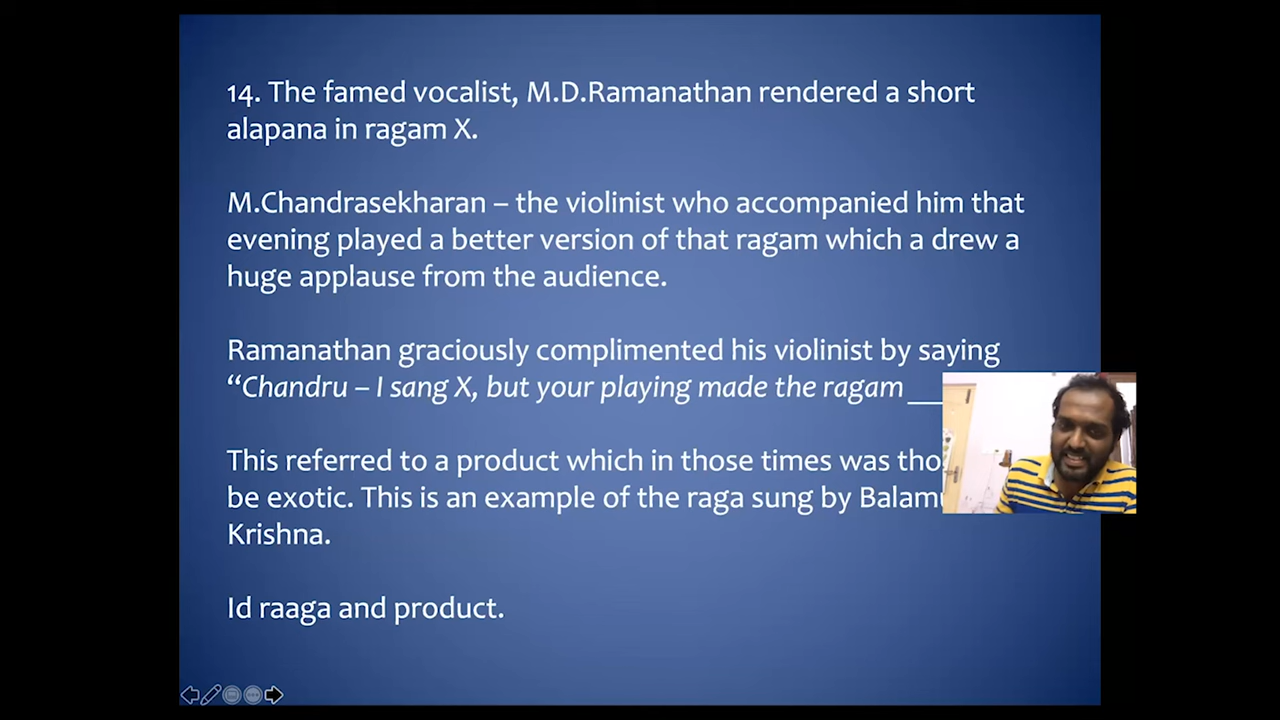 14. The famed vocalist, M.D.Ramanathan rendered a short
alapana in ragam X.
M.Chandrasekharan – the violinist who accompanied him that
evening played a better version of that ragam which a drew a
huge applause from the audience.
Ramanathan graciously complimented his violinist by saying
“Chandru – I sang X, but your playing made the ragam ___
This referred to a product which in those times was
be exotic. This is an example of the raga sung by
Krishna.
Id raaga and product.